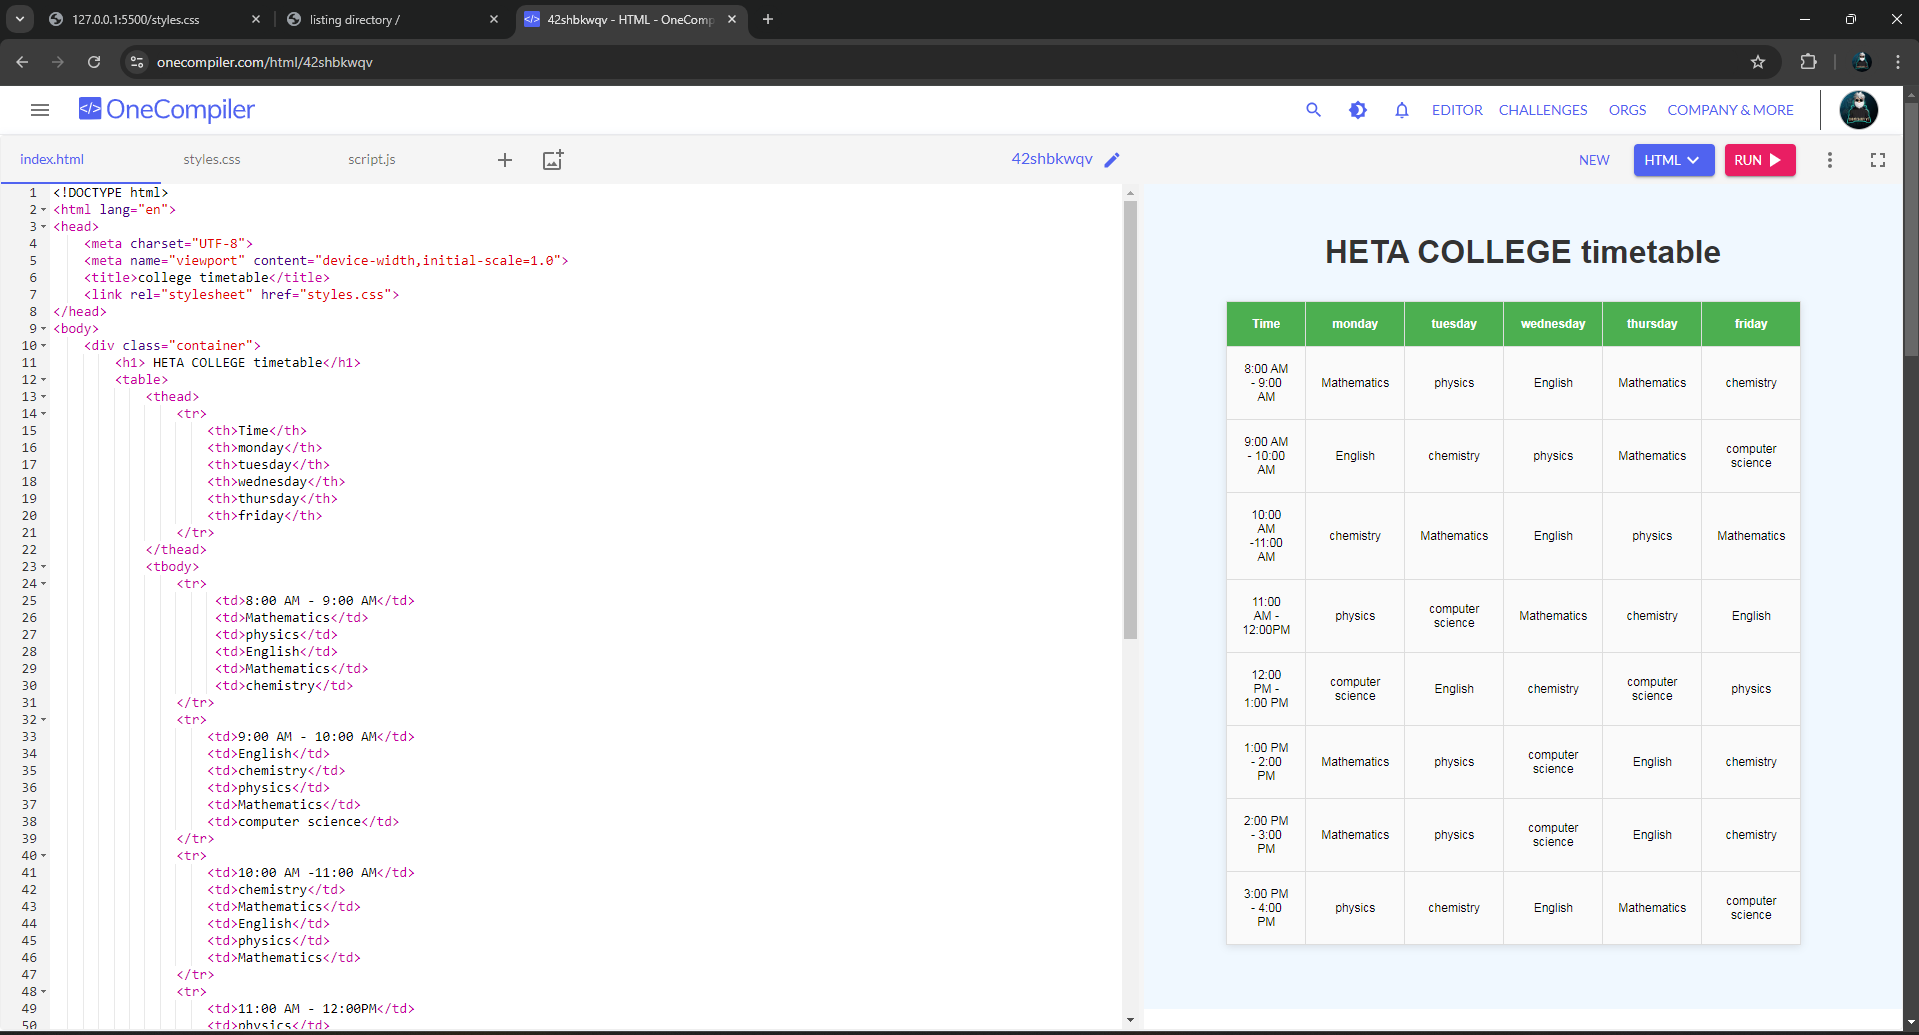 127.0.0.1:5500/styles.css
listing directory /
42shbkwqv - HTML - OneComp
onecompiler.com/html/42shbkwqv
</> OneCompiler
EDITOR CHALLENGES ORGS COMPANY & MORE
index.html styles.css script.js
42shbkwqv
NEW HTML RUN
1 <!DOCTYPE html>
2 <html lang="en">
3 <head>
4 <meta charset="UTF-8">
5 <meta name="viewport" content="device-width,initial-scale=1.0">
6 <title>college timetable</title>
7 <link rel="stylesheet" href="styles.css">
8 </head>
9 <body>
10 <div class="container">
11 <h1> HETA COLLEGE timetable</h1>
12 <table>
13 <thead>
14 <tr>
15 <th>Time</th>
16 <th>monday</th>
17 <th>tuesday</th>
18 <th>wednesday</th>
19 <th>thursday</th>
20 <th>friday</th>
21 </tr>
22 </thead>
23 <tbody>
24 <tr>
25 <td>8:00 AM - 9:00 AM</td>
26 <td>Mathematics</td>
27 <td>physics</td>
28 <td>English</td>
29 <td>Mathematics</td>
30 <td>chemistry</td>
31 </tr>
32 <tr>
33 <td>9:00 AM - 10:00 AM</td>
34 <td>English</td>
35 <td>chemistry</td>
36 <td>physics</td>
37 <td>Mathematics</td>
38 <td>computer science</td>
39 </tr>
40 <tr>
41 <td>10:00 AM -11:00 AM</td>
42 <td>chemistry</td>
43 <td>Mathematics</td>
44 <td>English</td>
45 <td>physics</td>
46 <td>Mathematics</td>
47 </tr>
48 <tr>
49 <td>11:00 AM - 12:00PM</td>
50 <td>physics</td>
HETA COLLEGE timetable
Time monday tuesday wednesday thursday friday
8:00 AM
- 9:00
AM
Mathematics physics English Mathematics chemistry
9:00 AM
- 10:00
AM
English chemistry physics Mathematics computer
science
10:00
AM
-11:00
AM
chemistry Mathematics English physics Mathematics
11:00
AM -
12:00PM
physics computer
science
Mathematics chemistry English
12:00
PM -
1:00 PM
computer
science
English chemistry computer
science
physics
1:00 PM
- 2:00
PM
Mathematics physics computer
science
English chemistry
2:00 PM
- 3:00
PM
Mathematics physics computer
science
English chemistry
3:00 PM
- 4:00
PM
physics chemistry English Mathematics computer
science